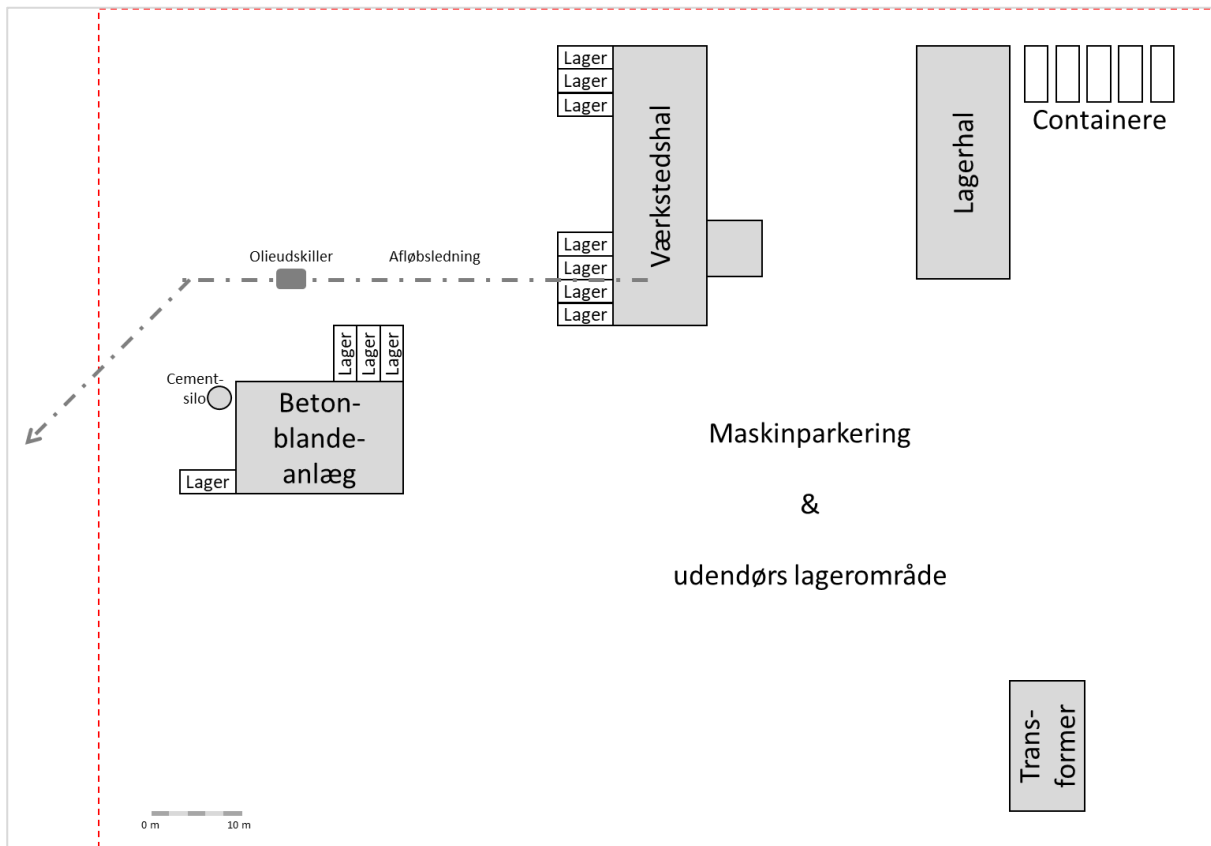 Lager
Lager
Lager
Værkstedshal
Lagerhal
Containere
Olieudskiller
Afløbsledning
Lager
Lager
Lager
Lager
Lager
Lager
Lager
Cement-
silo
Beton-
blande-
anlæg
Lager
Maskinparkering
&
udendørs lagerområde
Trans-
former
0 m
10 m